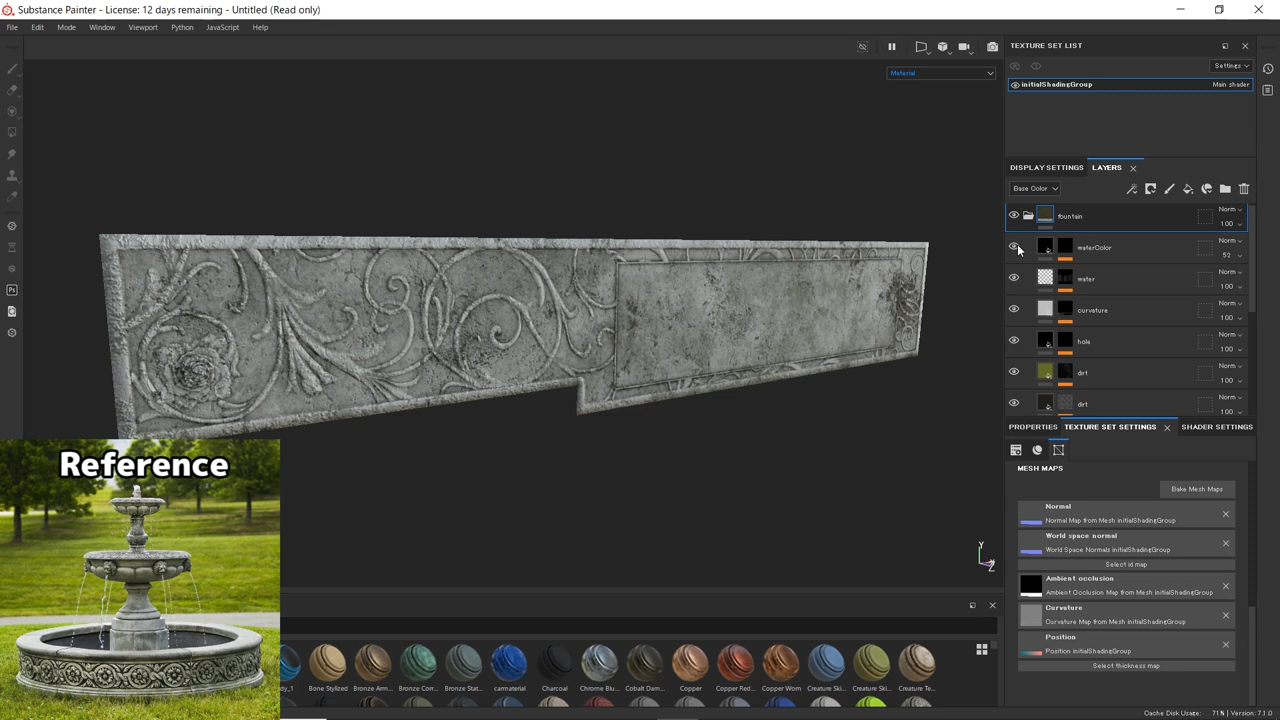 Substance Painter - License: 12 days remaining - Untitled (Read only)
File Edit Mode Window Viewport Python JavaScript Help
Material
TEXTURE SET LIST
Settings
initialShadingGroup Main shader
DISPLAY SETTINGS LAYERS
Base Color
fountain Norm 100
waterColor Norm 52
water Norm 100
curvature Norm 100
hole Norm 100
dirt Norm 100
dirt Norm 100
PROPERTIES TEXTURE SET SETTINGS SHADER SETTINGS
MESH MAPS
Bake Mesh Maps
Normal
Normal Map from Mesh initialShadingGroup
World space normal
World Space Normals initialShadingGroup
Select id map
Ambient occlusion
Ambient Occlusion Map from Mesh initialShadingGroup
Curvature
Curvature Map from Mesh initialShadingGroup
Position
Position initialShadingGroup
Select thickness map
Y
Z
Reference
Bone Stylized Bronze Arm... Bronze Corr... Bronze Stat... carmaterial Charcoal Chrome Blu... Cobalt Dam... Copper Copper Red... Copper Worn Creature Ski... Creature Ski... Creature Te...
Cache Disk Usage: 71% | Version: 7.1.0